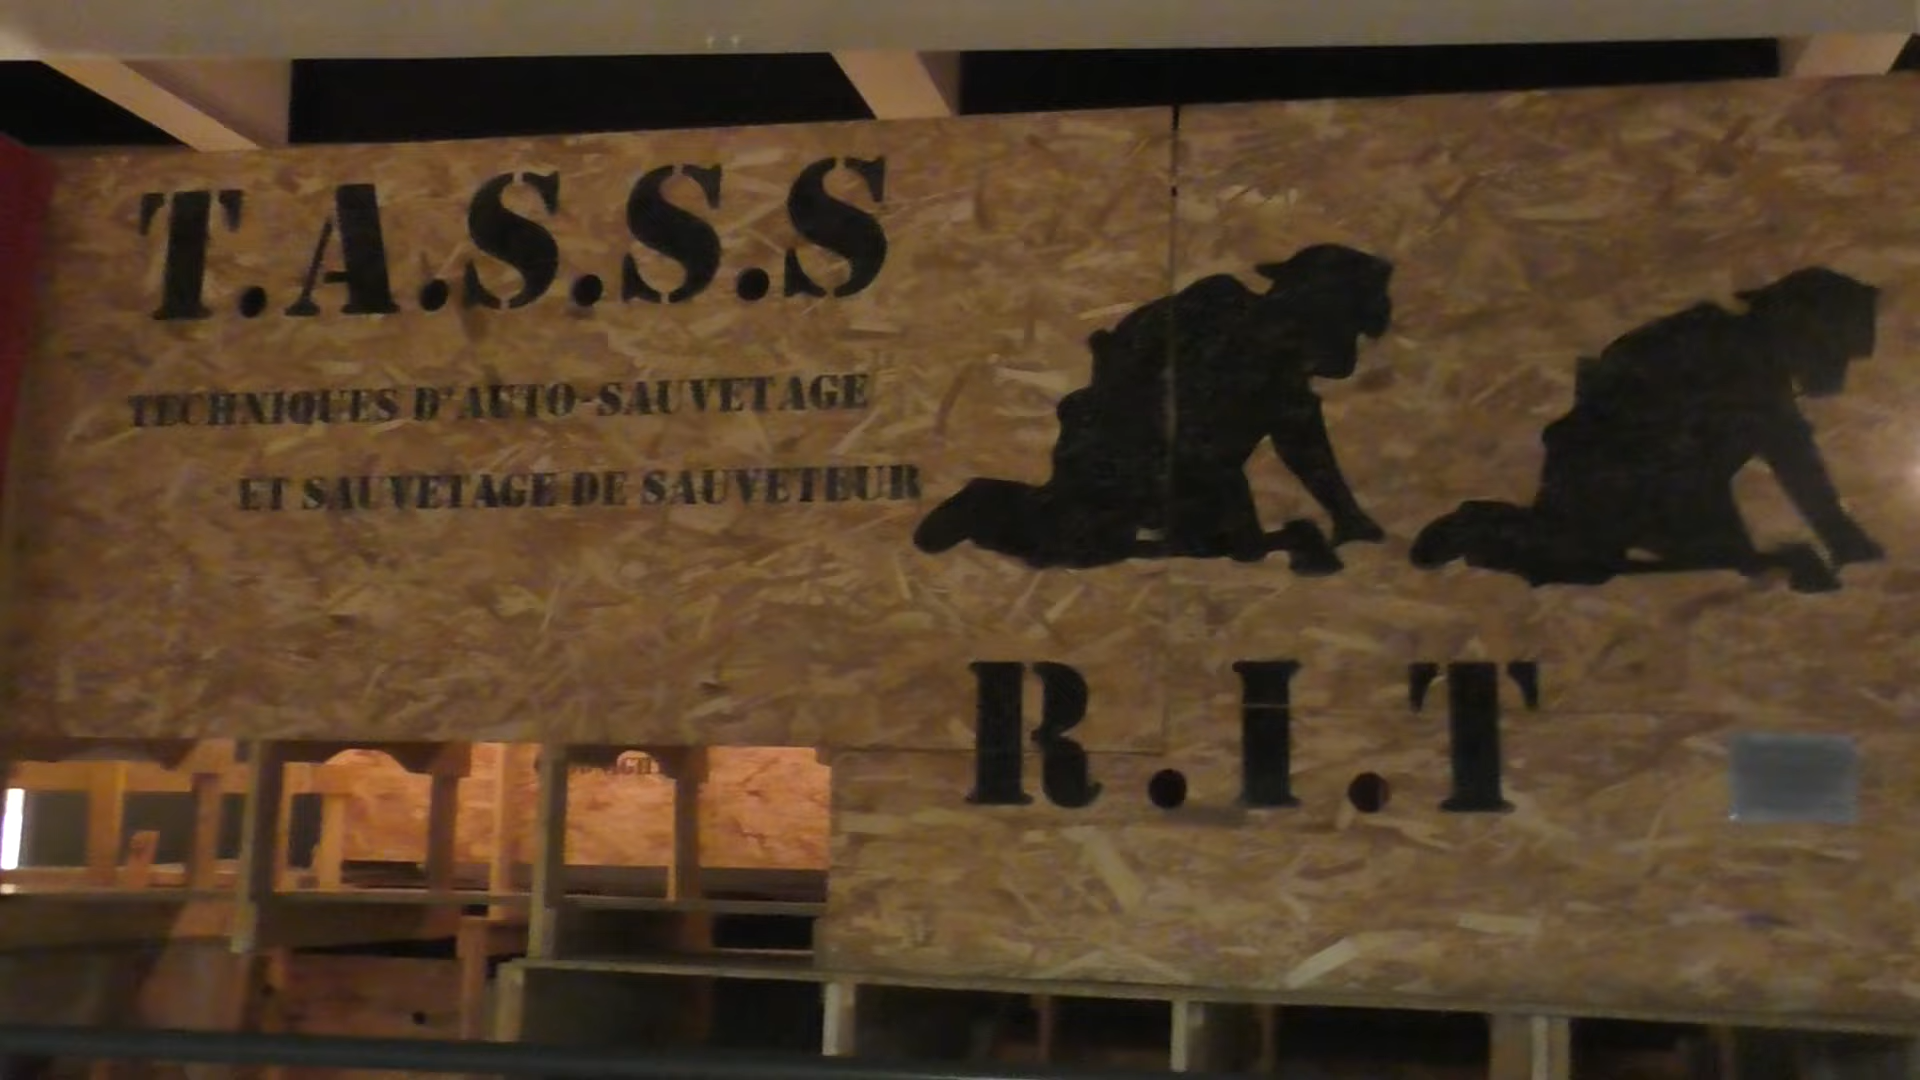 T.A.S.S.S
TECHNIQUES D'AUTO-SAUVETAGE
ET SAUVETAGE DE SAUVETEUR
R.I.T